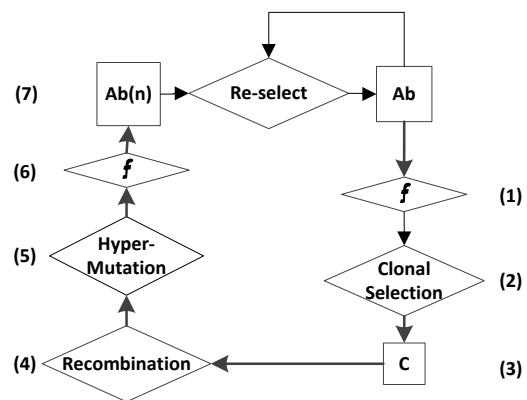 (7)
Ab(n)
Re-select
Ab
(6)
f
f
(1)
(5)
Hyper-
Mutation
Clonal
Selection
(2)
(4)
Recombination
C
(3)